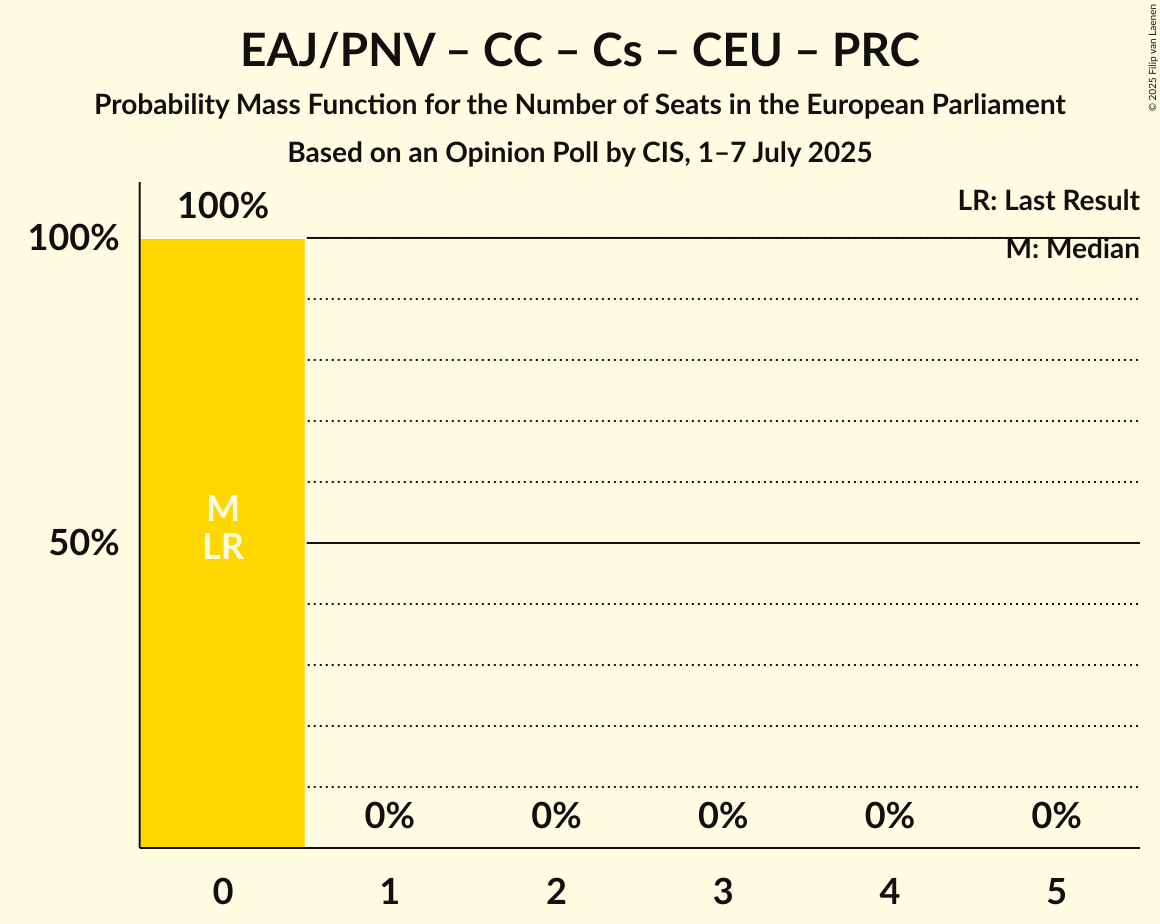 EAJ/PNV – CC – Cs – CEU – PRC
Probability Mass Function for the Number of Seats in the European Parliament
Based on an Opinion Poll by CIS, 1–7 July 2025
© 2025 Filip van Laenen
LR: Last Result
M: Median
100%
100%
50%
M
LR
0%
0%
0%
0%
0%
0
1
2
3
4
5